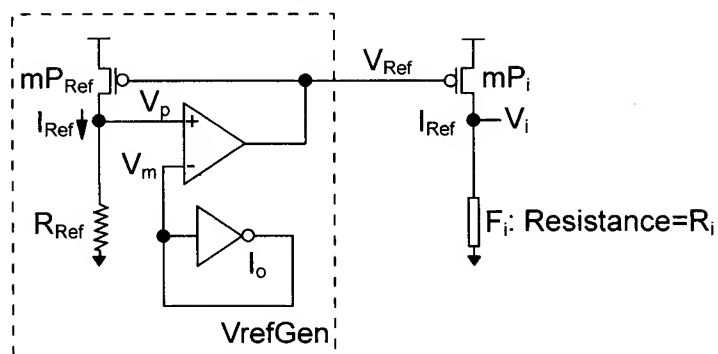 mP_Ref
V_Ref
mP_i
I_Ref
V_p
+
I_Ref
V_i
V_m
-
R_Ref
I_o
F_i: Resistance=R_i
VrefGen